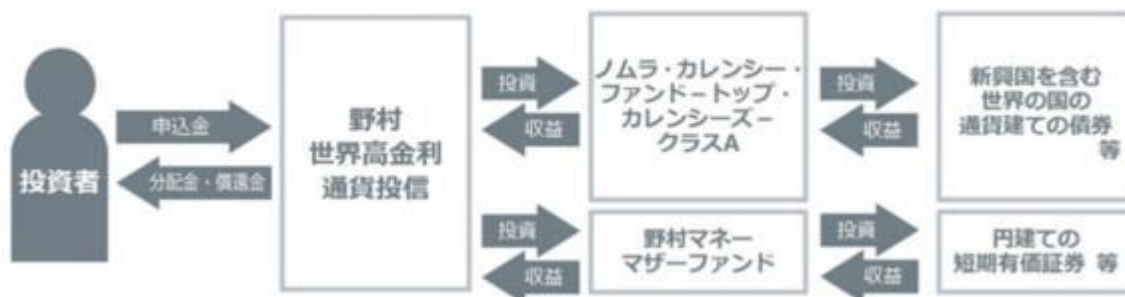 投資者
申込金
分配金・償還金
野村
世界高金利
通貨投信
投資
収益
ノムラ・カレンシー・
ファンド－トップ・
カレンシーズ－
クラスA
投資
収益
新興国を含む
世界の国の
通貨建ての債券
等
投資
収益
野村マネー
マザーファンド
投資
収益
円建ての
短期有価証券 等